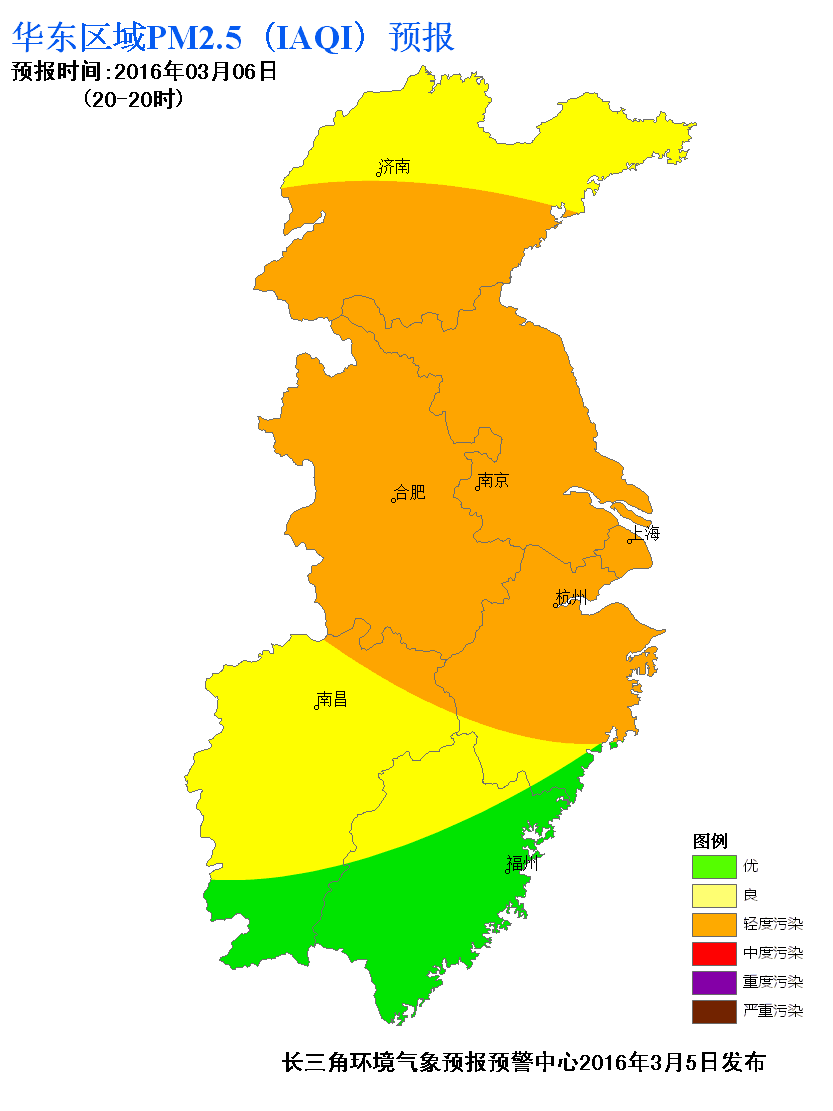 华东区域PM2.5（IAQI）预报
预报时间:2016年03月06日
(20-20时)
济南
合肥
南京
上海
杭州
南昌
福州
图例
优
良
轻度污染
中度污染
重度污染
严重污染
长三角环境气象预报预警中心2016年3月5日发布